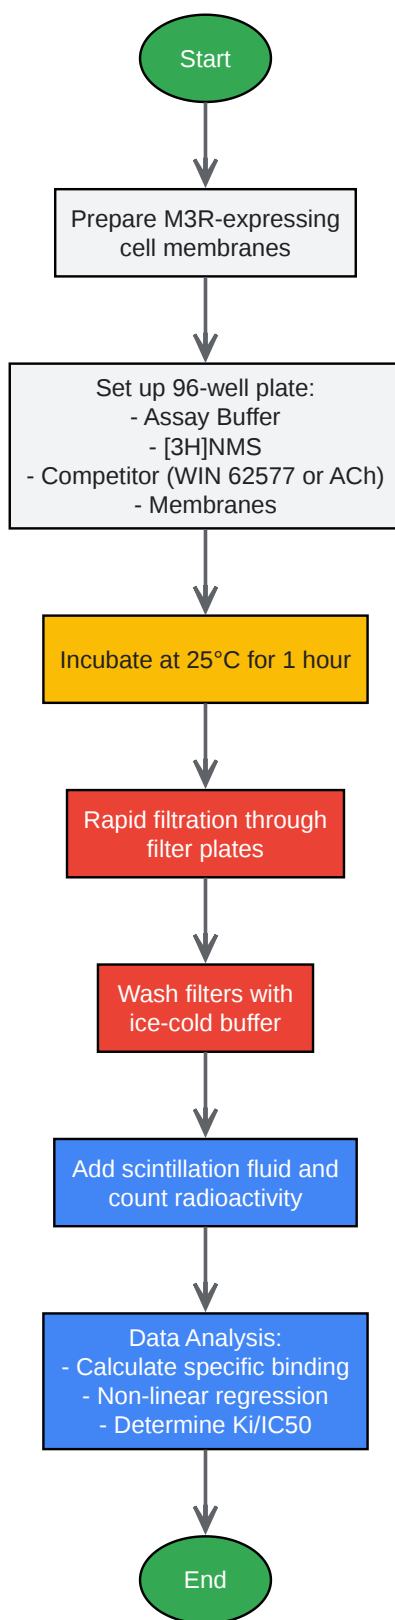 Start
Prepare M3R-expressing
cell membranes
Set up 96-well plate:
- Assay Buffer
- [3H]NMS
- Competitor (WIN 62577 or ACh)
- Membranes
Incubate at 25°C for 1 hour
Rapid filtration through
filter plates
Wash filters with
ice-cold buffer
Add scintillation fluid and
count radioactivity
Data Analysis:
- Calculate specific binding
- Non-linear regression
- Determine Ki/IC50
End